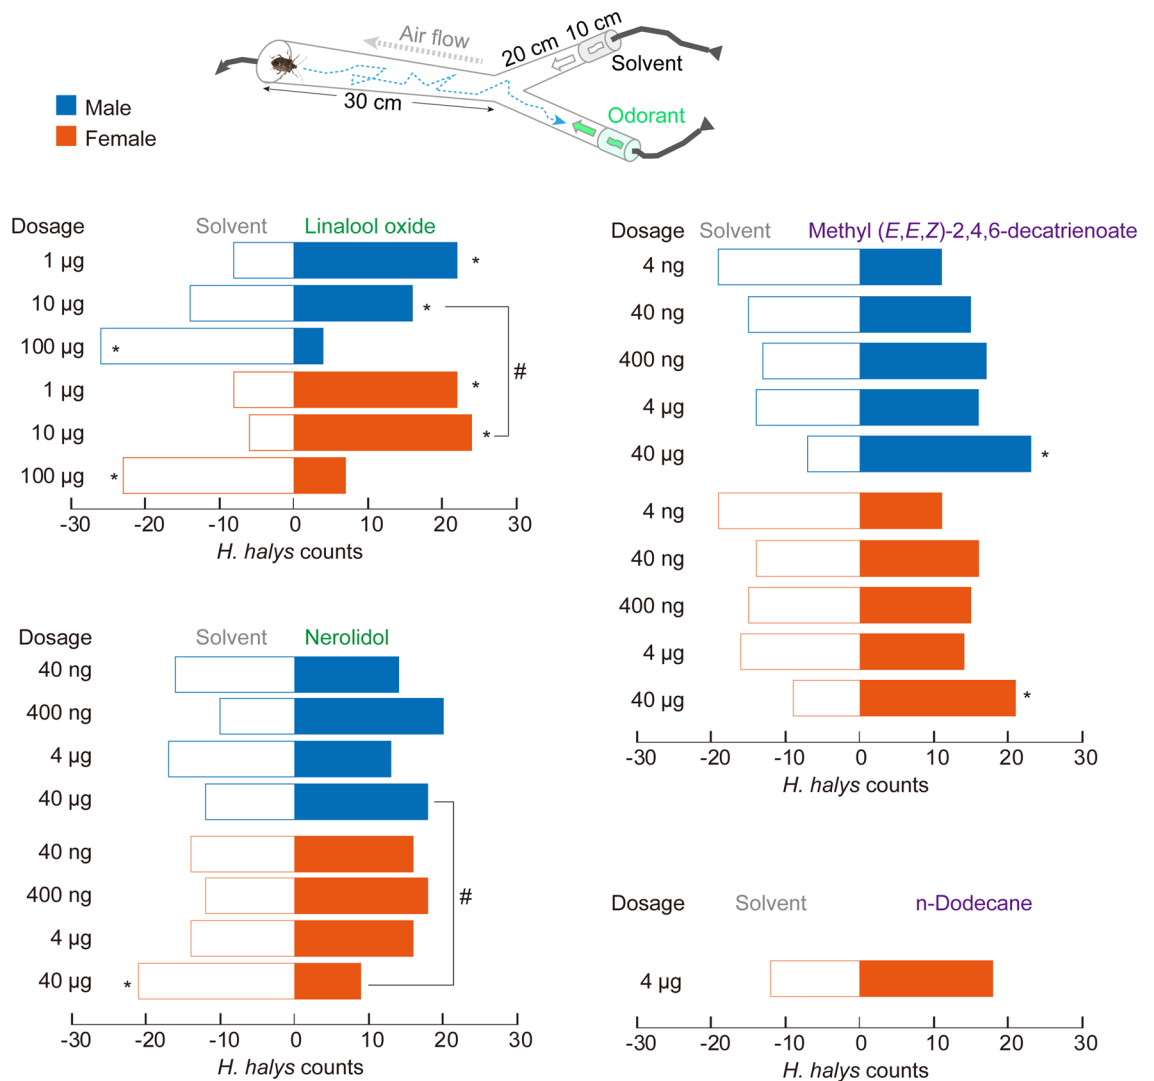 Air flow
20 cm
10 cm
Solvent
30 cm
Odorant
Male
Female
Dosage Solvent Linalool oxide
1 µg *
10 µg *
100 µg *
#
1 µg *
10 µg *
100 µg *
-30 -20 -10 0 10 20 30
H. halys counts
Dosage Solvent Nerolidol
40 ng
400 ng
4 µg
40 µg
40 ng
400 ng
#
4 µg
40 µg *
-30 -20 -10 0 10 20 30
H. halys counts
Dosage Solvent Methyl (E,E,Z)-2,4,6-decatrienoate
4 ng
40 ng
400 ng
4 µg
40 µg *
4 ng
40 ng
400 ng
4 µg
40 µg *
-30 -20 -10 0 10 20 30
H. halys counts
Dosage Solvent n-Dodecane
4 µg
-30 -20 -10 0 10 20 30
H. halys counts